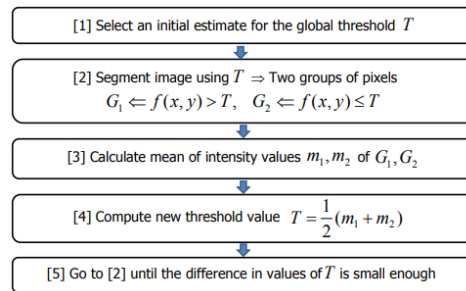 [1] Select an initial estimate for the global threshold T
[2] Segment image using T ⇒ Two groups of pixels
G₁ ⇐ f(x, y) > T, G₂ ⇐ f(x, y) ≤ T
[3] Calculate mean of intensity values m₁, m₂ of G₁, G₂
[4] Compute new threshold value T = 1/2 (m₁ + m₂)
[5] Go to [2] until the difference in values of T is small enough